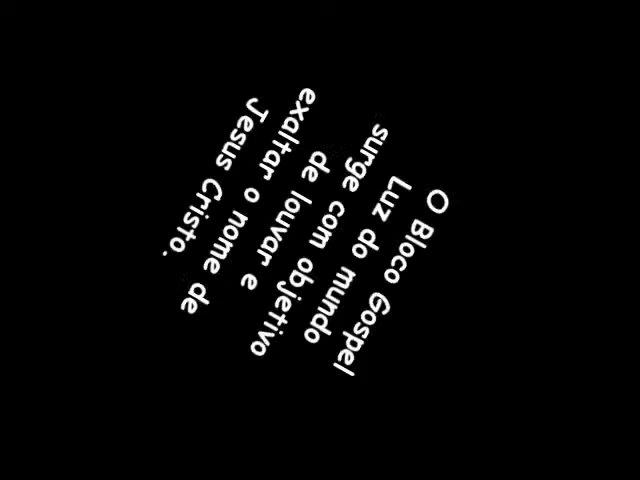 O Bloco Gospel
Luz do mundo
surge com objetivo
de louvar e
exaltar o nome de
Jesus Cristo.